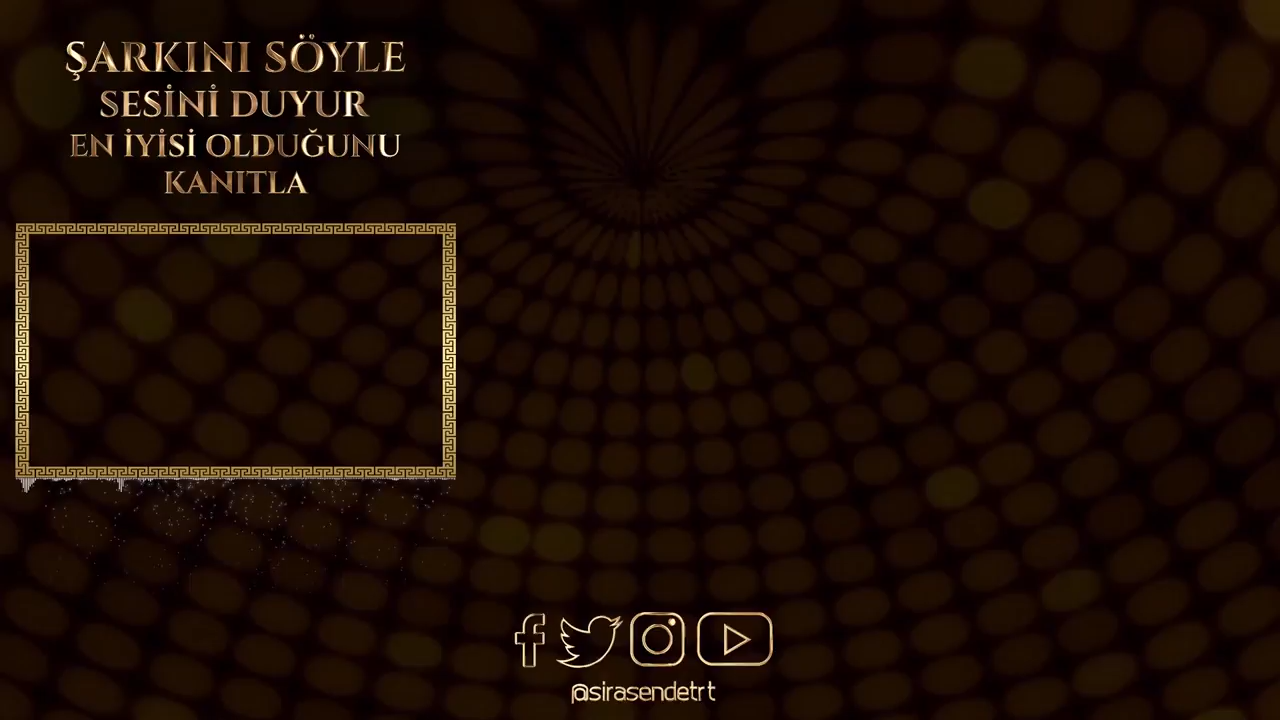 ŞARKINI SÖYLE
SESİNİ DUYUR
EN İYİSİ OLDUĞUNU
KANITLA
@sirasendetrt